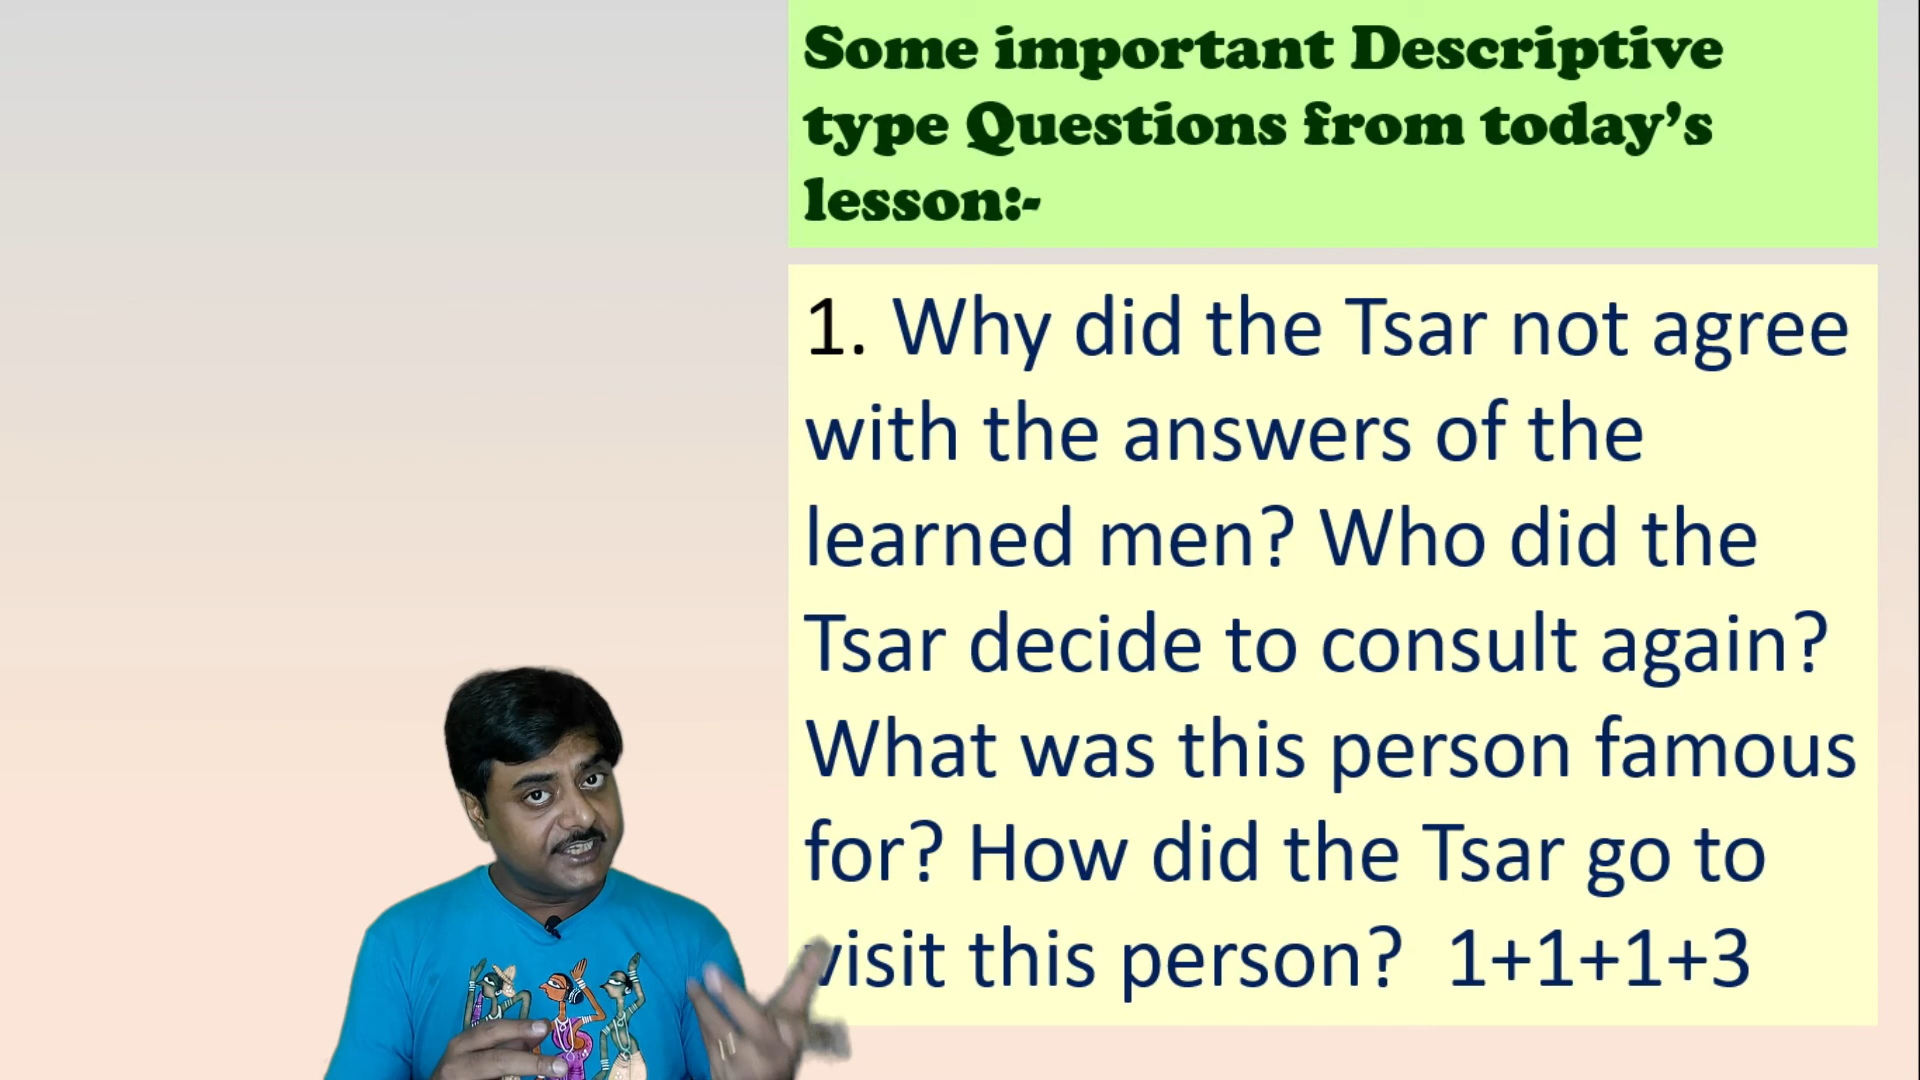 Some important Descriptive
type Questions from today’s
lesson:-
1. Why did the Tsar not agree
with the answers of the
learned men? Who did the
Tsar decide to consult again?
What was this person famous
for? How did the Tsar go to
visit this person? 1+1+1+3